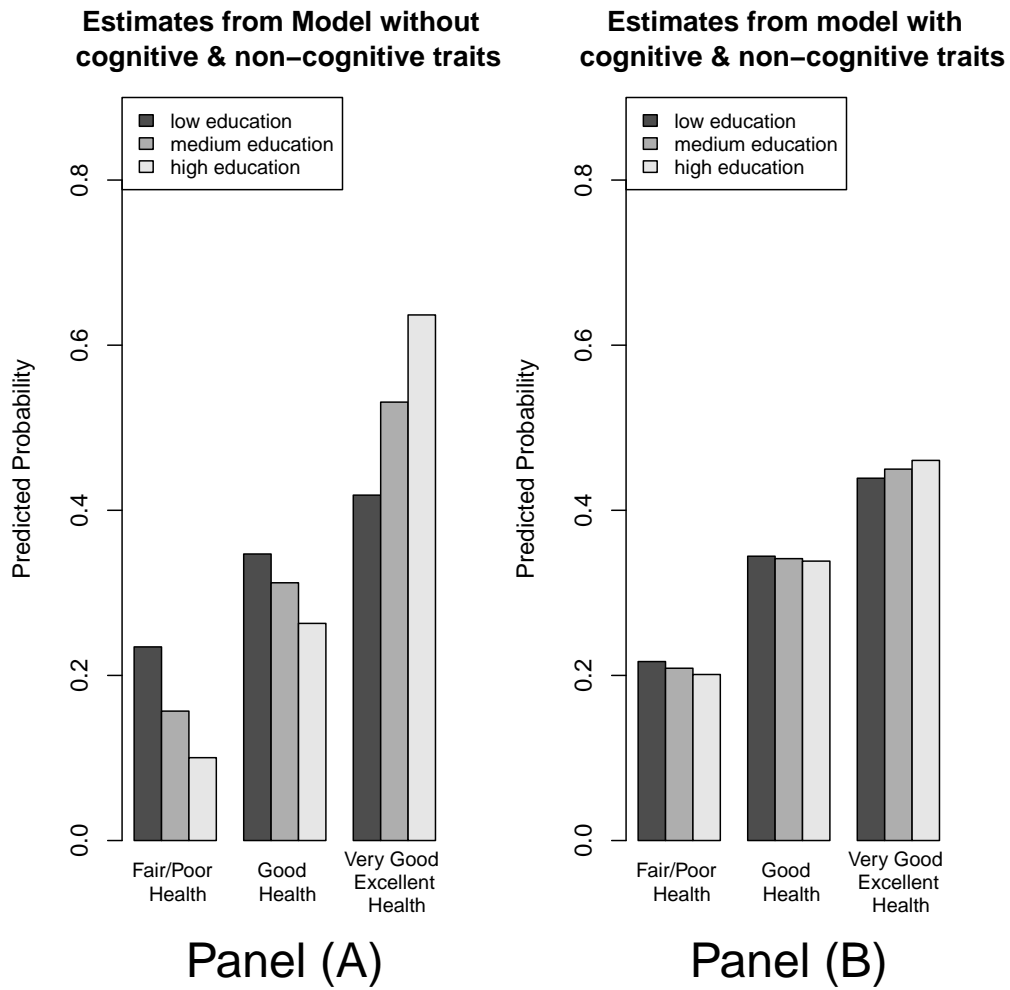 Estimates from Model without
cognitive & non−cognitive traits
low education
medium education
high education
Predicted Probability
0.0
0.2
0.4
0.6
0.8
Fair/Poor
Health
Good
Health
Very Good
Excellent
Health
Panel (A)
Estimates from model with
cognitive & non−cognitive traits
low education
medium education
high education
Predicted Probability
0.0
0.2
0.4
0.6
0.8
Fair/Poor
Health
Good
Health
Very Good
Excellent
Health
Panel (B)